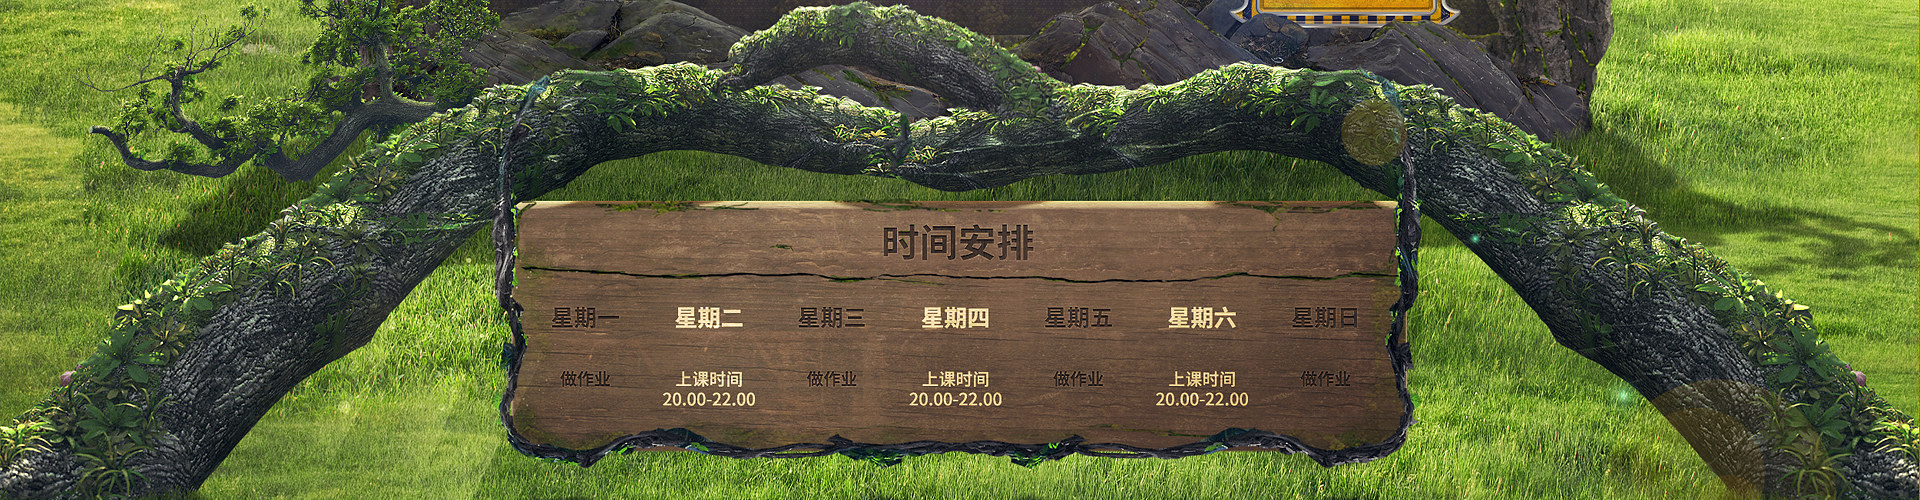 时间安排
星期一 星期二 星期三 星期四 星期五 星期六 星期日
做作业 上课时间 做作业 上课时间 做作业 上课时间 做作业
20.00-22.00 20.00-22.00 20.00-22.00